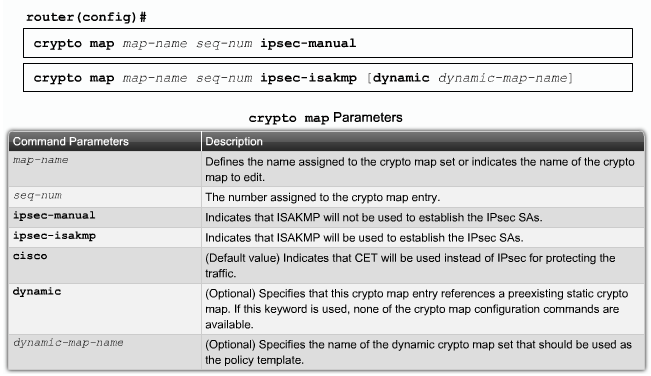 router(config)#
crypto map map-name seq-num ipsec-manual
crypto map map-name seq-num ipsec-isakmp [dynamic dynamic-map-name]
crypto map Parameters
Command Parameters Description
map-name Defines the name assigned to the crypto map set or indicates the name of the crypto
map to edit.
seq-num The number assigned to the crypto map entry.
ipsec-manual Indicates that ISAKMP will not be used to establish the IPsec SAs.
ipsec-isakmp Indicates that ISAKMP will be used to establish the IPsec SAs.
cisco (Default value) Indicates that CET will be used instead of IPsec for protecting the
traffic.
dynamic (Optional) Specifies that this crypto map entry references a preexisting static crypto
map. If this keyword is used, none of the crypto map configuration commands are
available.
dynamic-map-name (Optional) Specifies the name of the dynamic crypto map set that should be used as
the policy template.